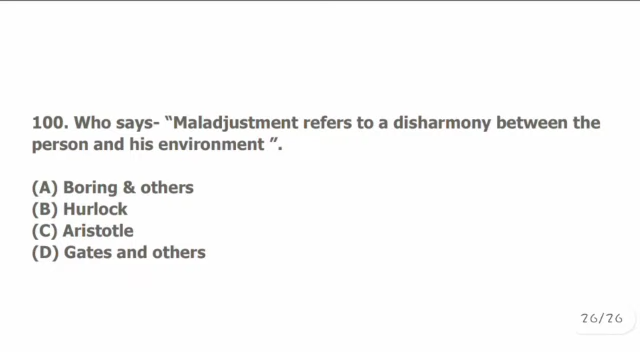 100. Who says- “Maladjustment refers to a disharmony between the
person and his environment ”.
(A) Boring & others
(B) Hurlock
(C) Aristotle
(D) Gates and others
26/26